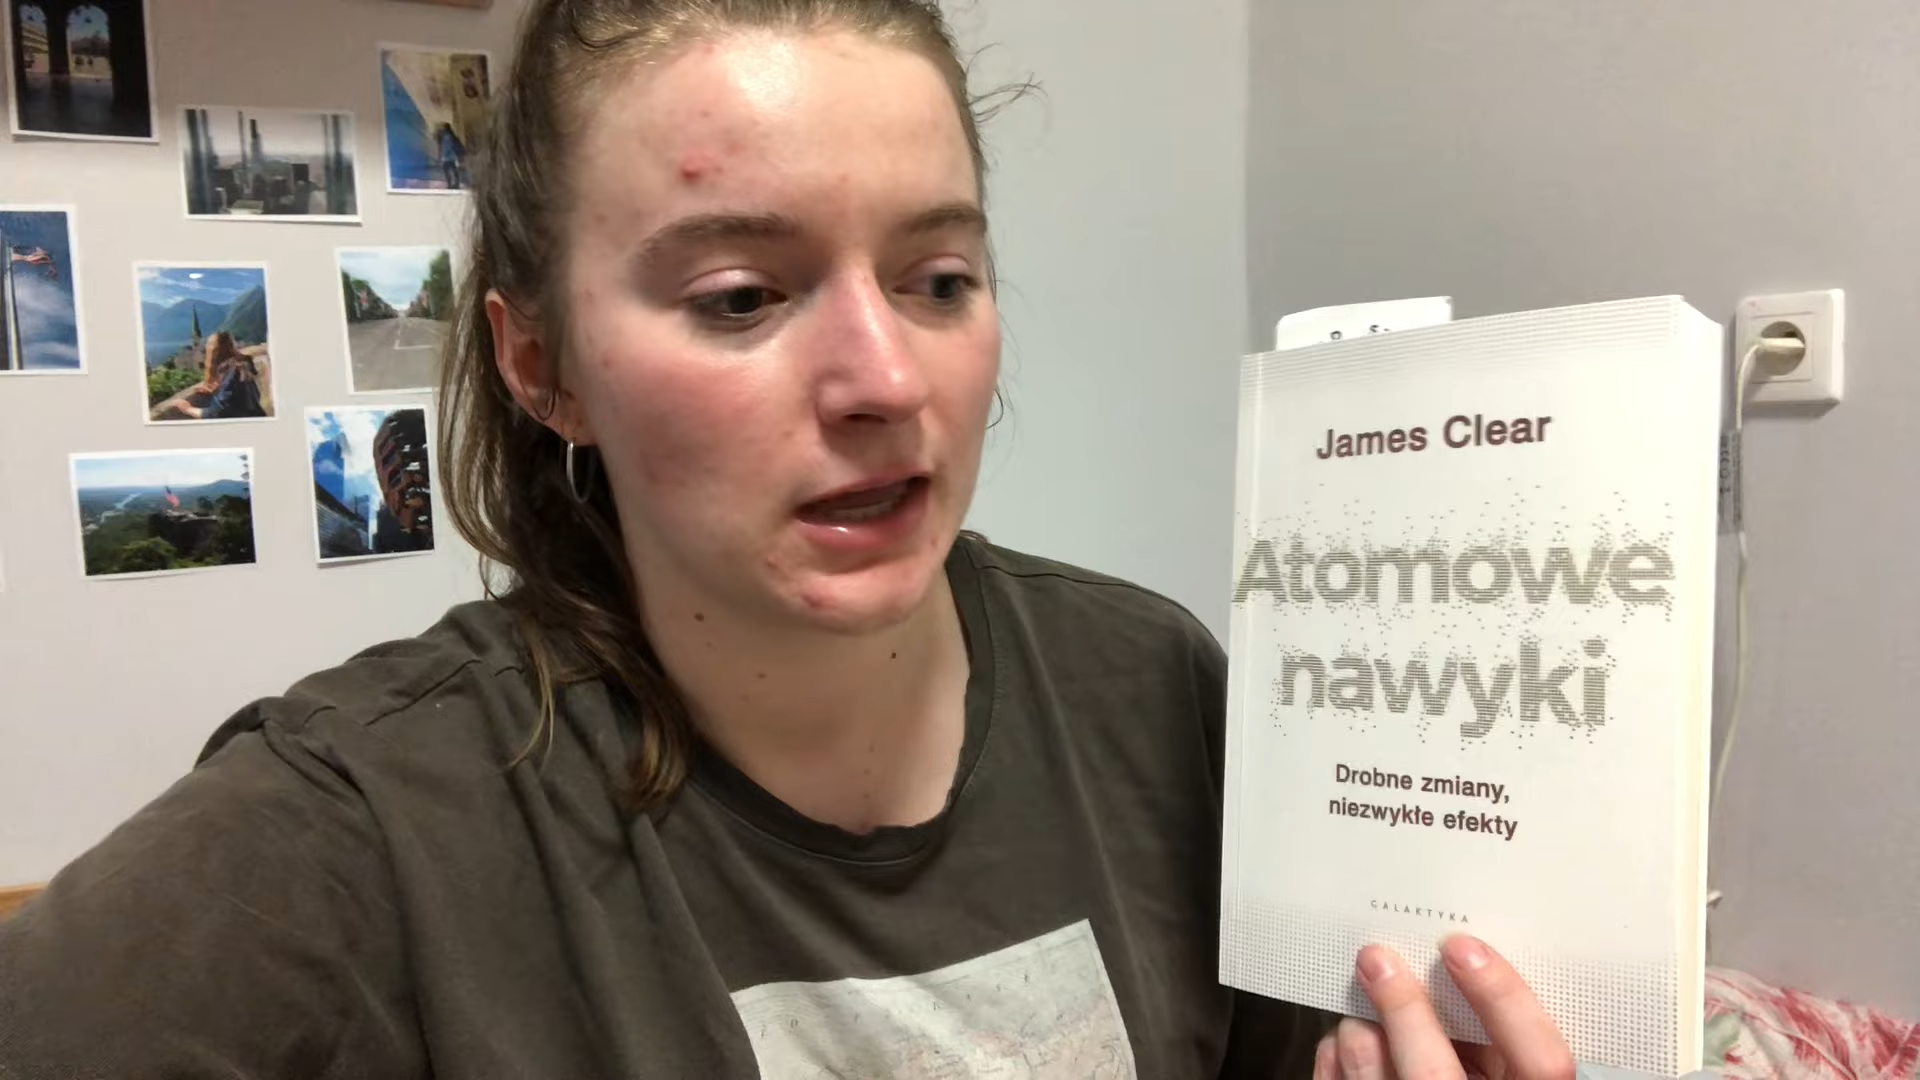 James Clear
Atomowe
nawyki
Drobne zmiany,
niezwykłe efekty
GALAKTYKA